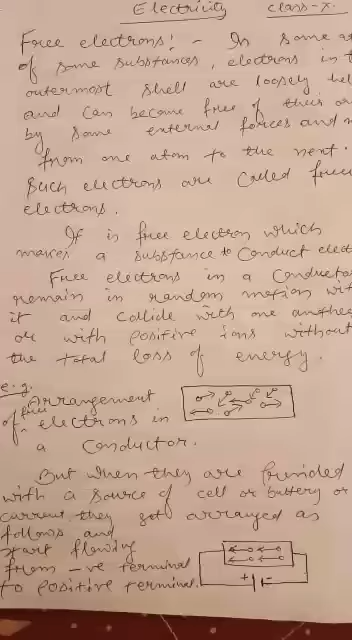 Electricity class-X.
Free electrons:- In some
of some substances, electrons in
outermost shell are loosely
and can become free of their
by some external forces and
from one atom to the next.
Such electrons are called free
electrons.
It is free electron which
makes a substance to conduct
Free electrons in a conductor
remain in random motion
it and collide with one another
or with positive ions without
the total loss of energy.
e.g.
Arrangement
of free electrons in
a conductor.
But when they are provided
with a source of cell or battery or
current they get arranged as
follows and
start flowing
from -ve terminal
to positive terminal.
+ -